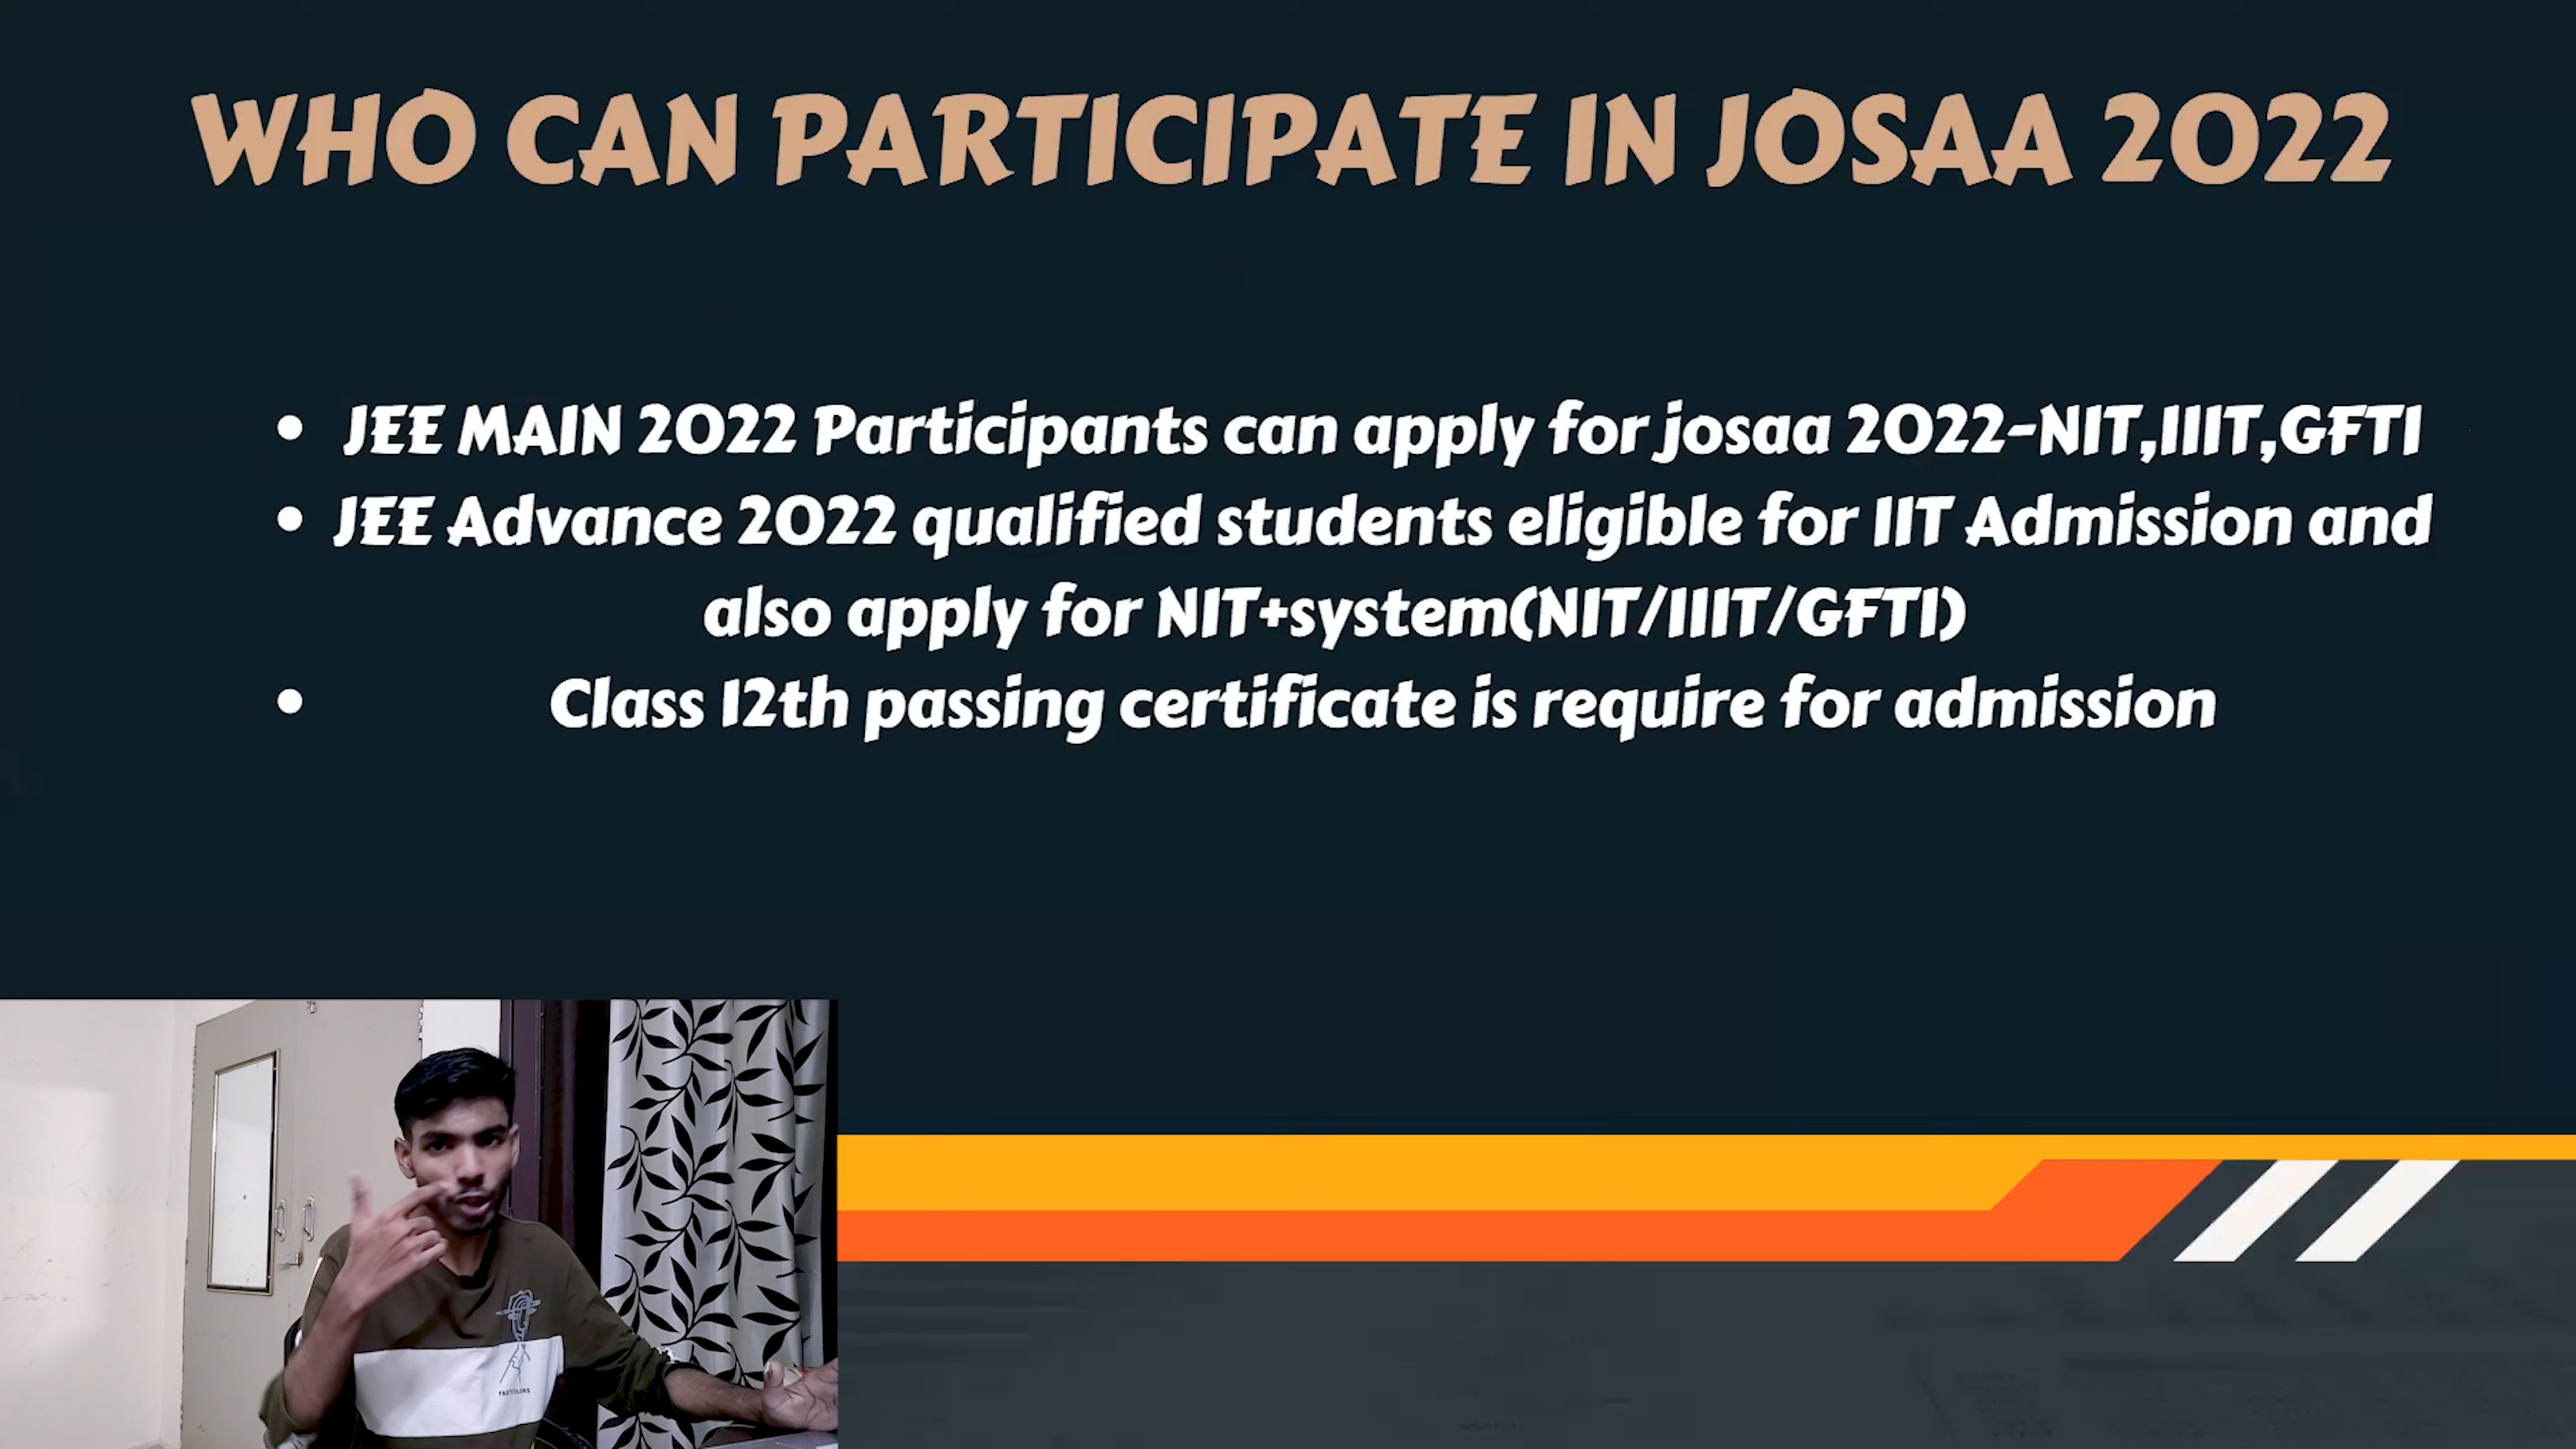 WHO CAN PARTICIPATE IN JOSAA 2022
• JEE MAIN 2022 Participants can apply for josaa 2022-NIT,IIIT,GFTI
• JEE Advance 2022 qualified students eligible for IIT Admission and
also apply for NIT+system(NIT/IIIT/GFTI)
• Class 12th passing certificate is require for admission